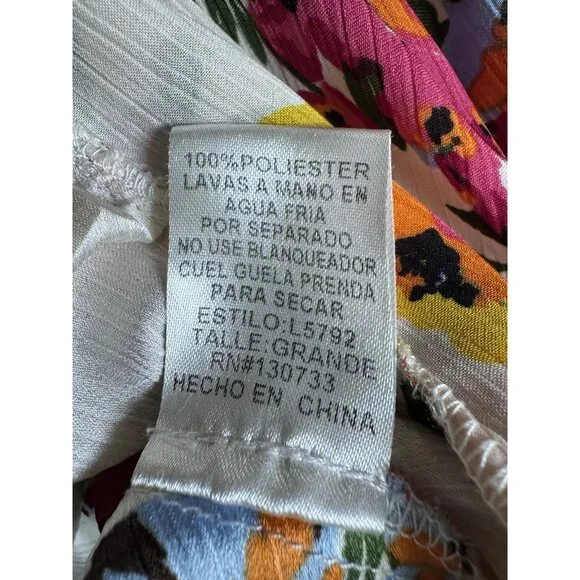 100%POLIESTER
LAVAS A MANO EN
AGUA FRIA
POR SEPARADO
NO USE BLANQUEADOR
CUEL GUELA PRENDA
PARA SECAR
ESTILO:L5792
TALLE:GRANDE
RN#130733
HECHO EN CHINA